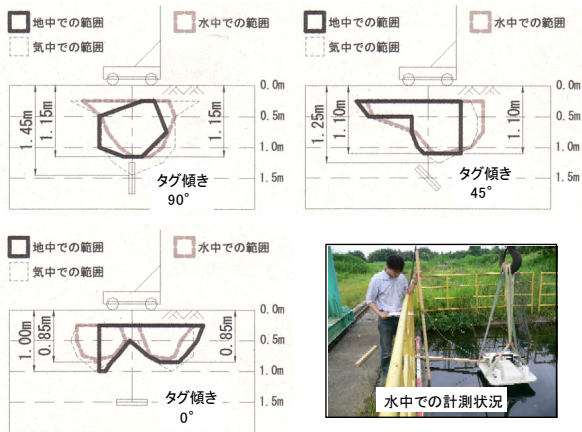 地中での範囲
水中での範囲
気中での範囲
0.0m
0.5m
1.0m
1.5m
1.45m
1.15m
1.15m
タグ傾き
90°
地中での範囲
水中での範囲
気中での範囲
0.0m
0.5m
1.0m
1.5m
1.25m
1.10m
1.10m
タグ傾き
45°
地中での範囲
水中での範囲
気中での範囲
0.0m
0.5m
1.0m
1.5m
1.00m
0.85m
0.85m
タグ傾き
0°
水中での計測状況